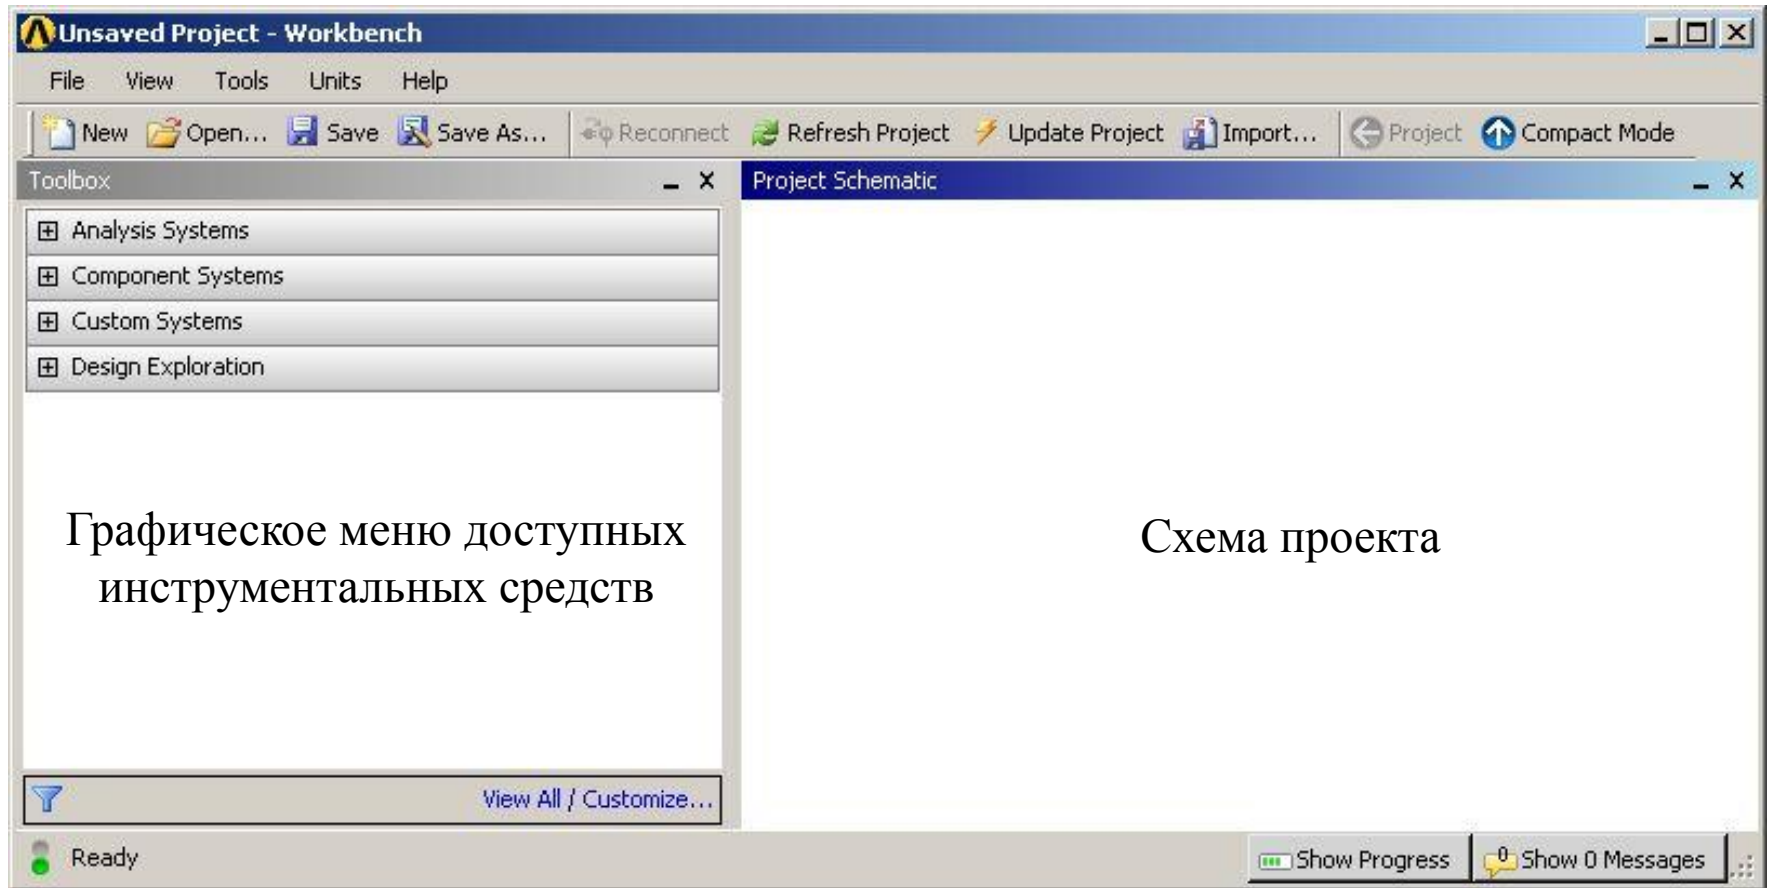 Unsaved Project - Workbench
File View Tools Units Help
New Open... Save Save As... Reconnect Refresh Project Update Project Import... Project Compact Mode
Toolbox
Project Schematic
Analysis Systems
Component Systems
Custom Systems
Design Exploration
Графическое меню доступных
инструментальных средств
Схема проекта
View All / Customize...
Ready
Show Progress
0 Show 0 Messages